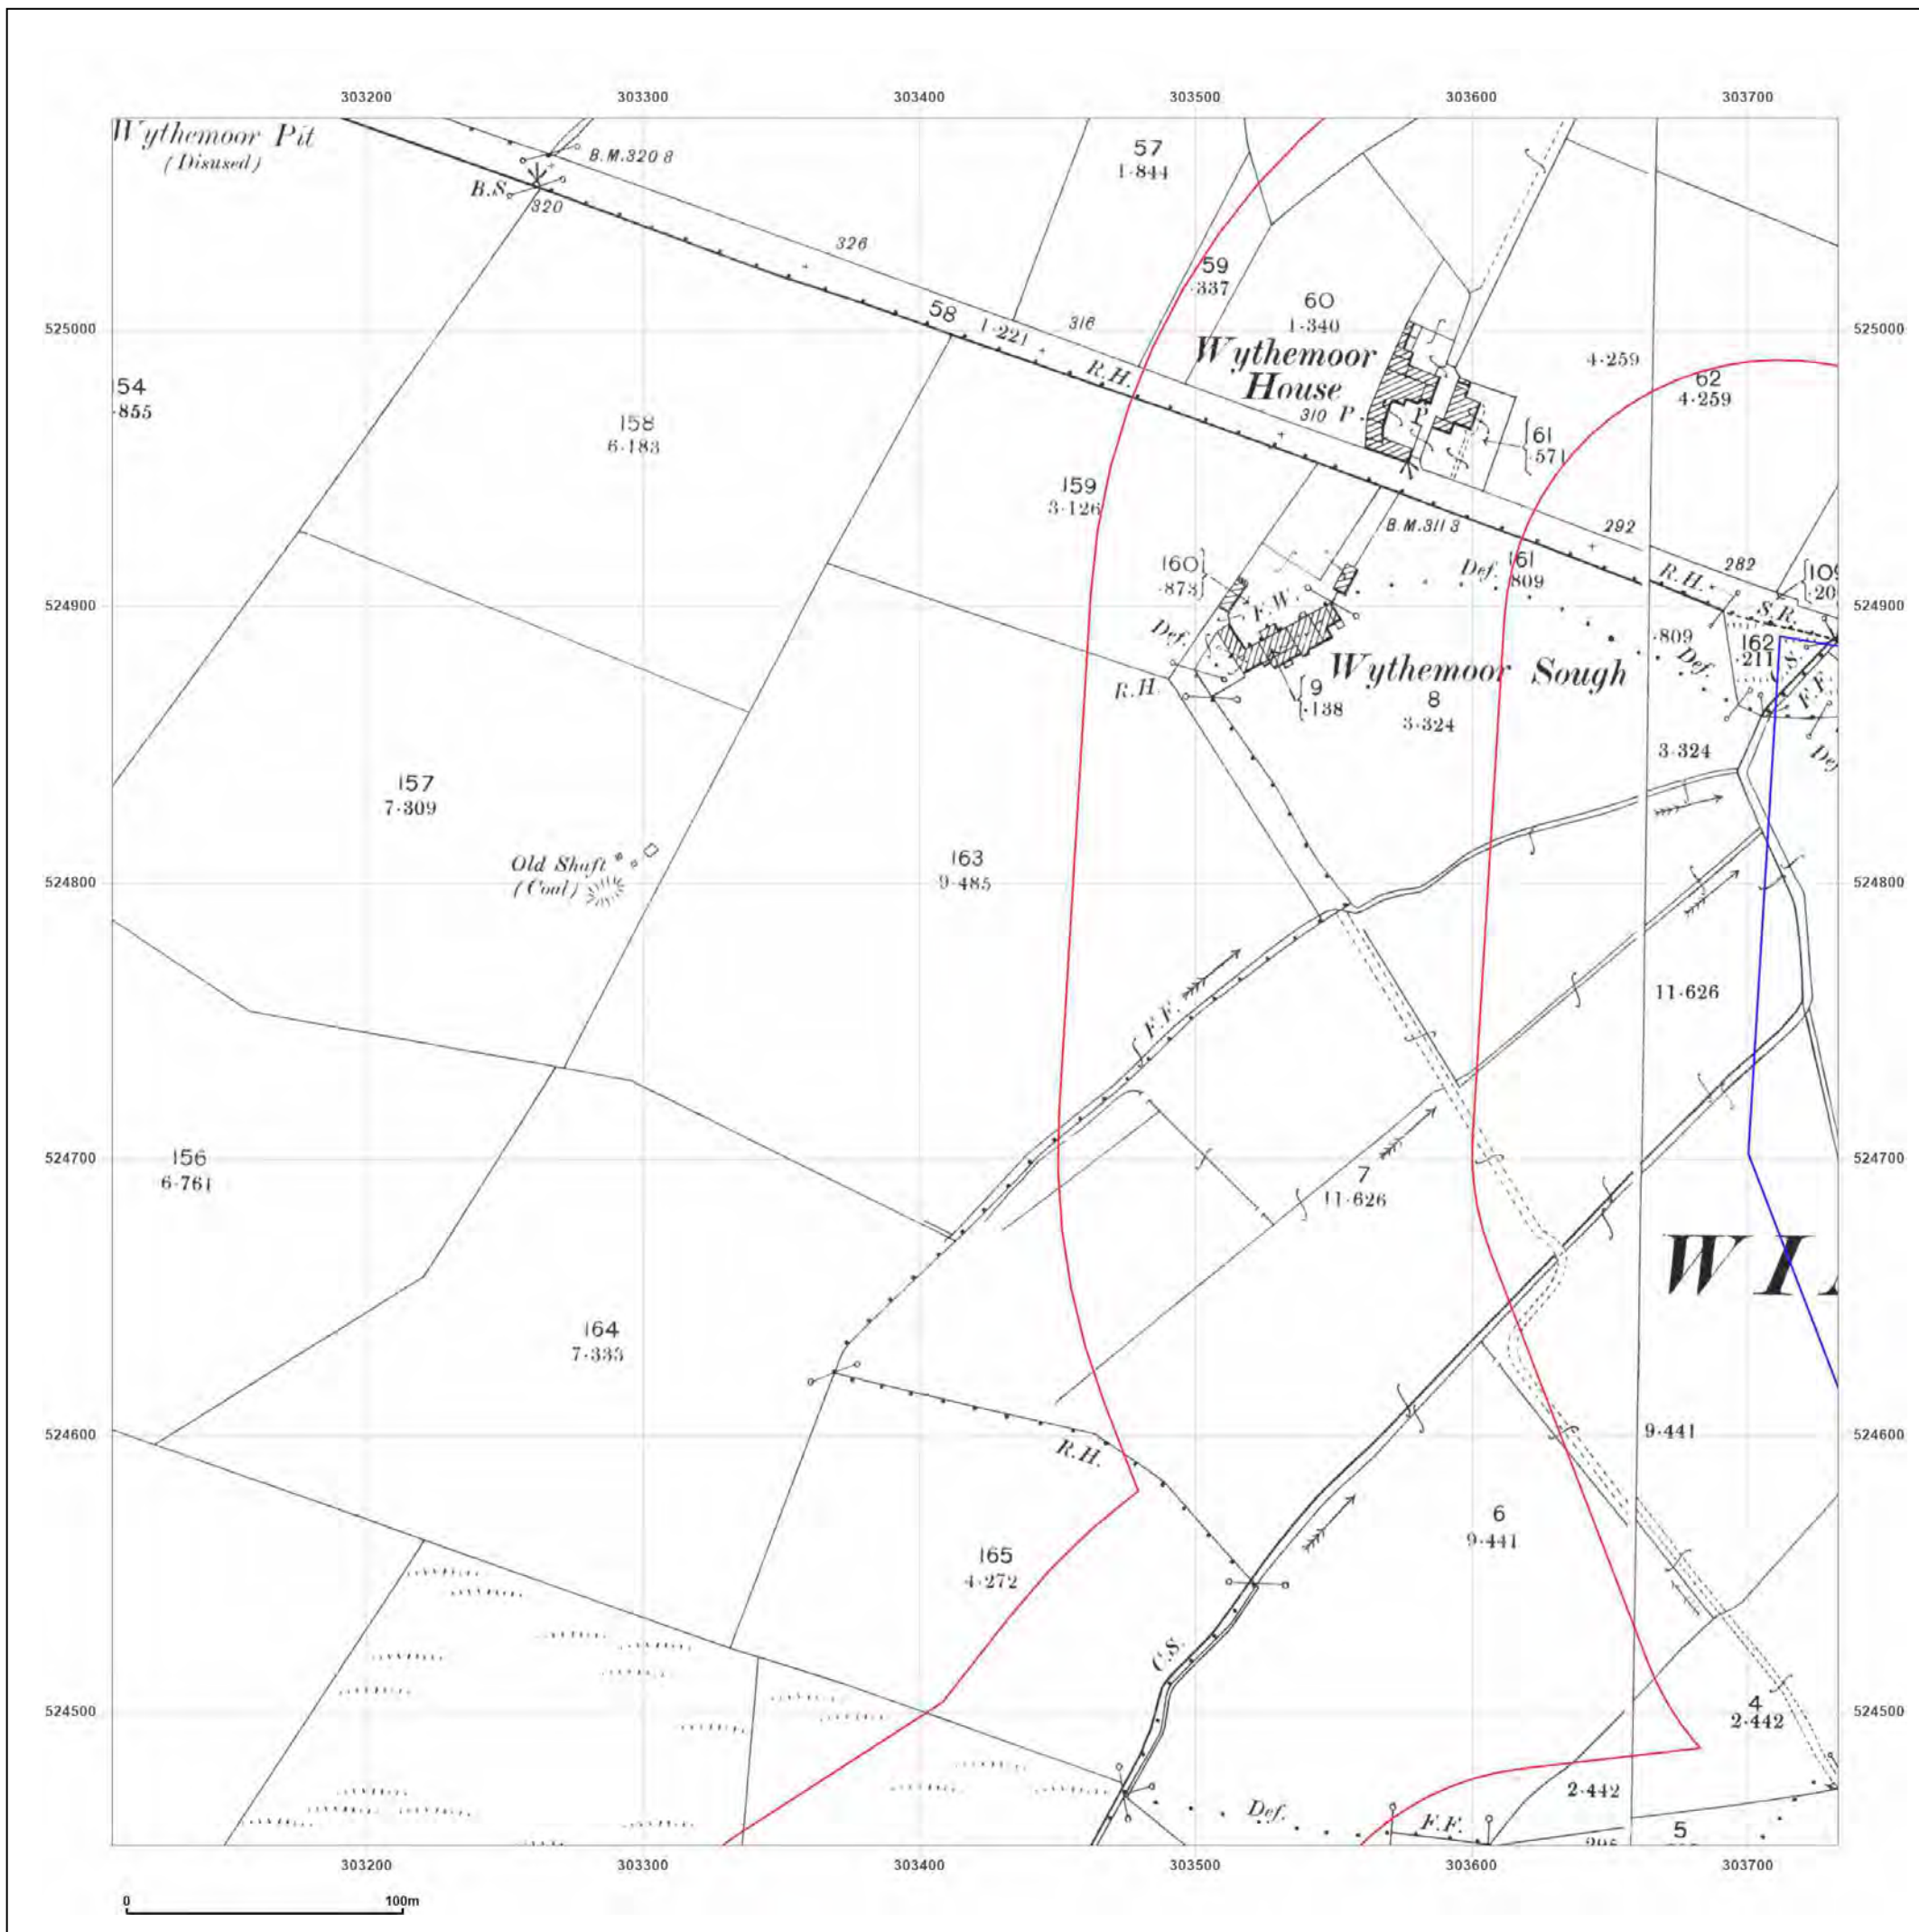 303200 303300 303400 303500 303600 303700
Wythemoor Pit
(Disused)
B.M.320 8
B.S.
320
57
1·844
326
59
·337
60
1·340
525000
58
1·221
316
525000
Wythemoor
House
R.H.
310
P
P
4·259
62
4·259
54
·855
158
6·183
61
·571
159
3·126
B.M.311 3
292
160
·873
Def.
161
·809
282
R.H.
524900
F.W.
S.R.
524900
Def.
·809
162
·211
Def.
C.S.
R.H.
Wythemoor Sough
9
·138
8
3·324
3·324
157
7·309
Old Shaft
(Coal)
163
9·485
524800
524800
F.F.
11·626
156
6·761
524700
524700
7
11·626
164
7·333
524600
R.H.
9·441
524600
6
9·441
165
4·272
C.S.
524500
4
2·442
524500
2·442
Def.
F.F.
5
303200 303300 303400 303500 303600 303700
0 100m